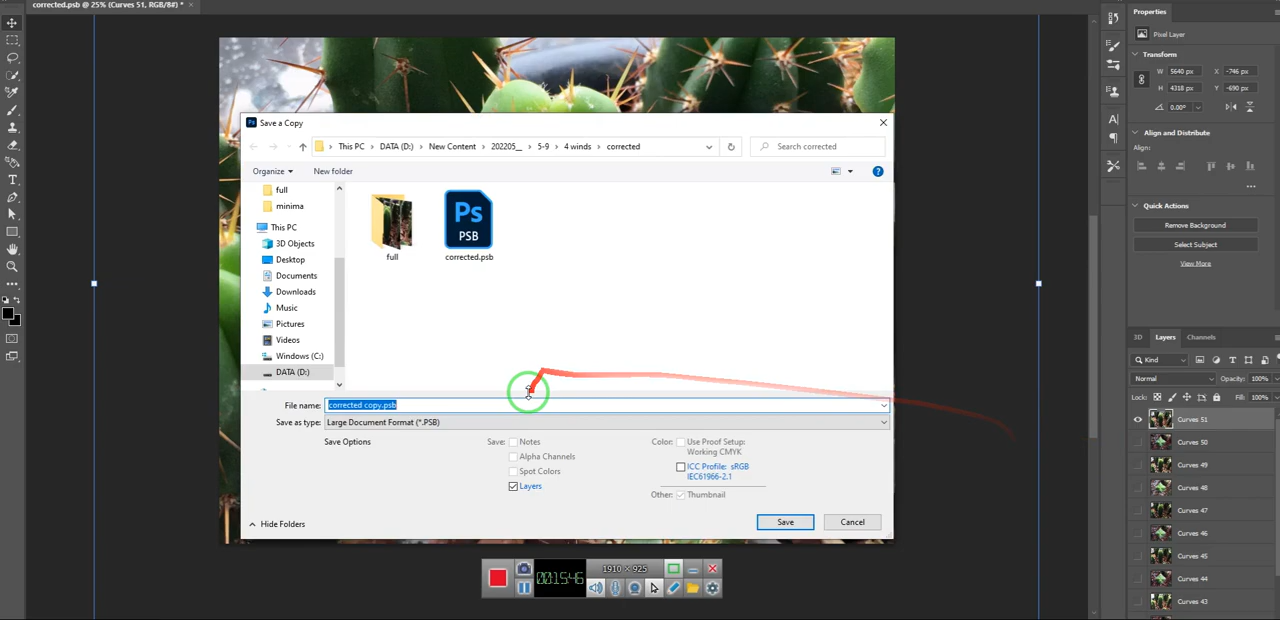 corrected.psb @ 25% (Curves 51, RGB/8#) *
Save a Copy
This PC > DATA (D:) > New Content > 202205__ > 5-9 > 4 winds > corrected
Search corrected
Organize
New folder
full
minima
This PC
3D Objects
Desktop
Documents
Downloads
Music
Pictures
Videos
Windows (C:)
DATA (D:)
Ps
PSB
full
corrected.psb
File name: corrected copy.psb
Save as type: Large Document Format (*.PSB)
Save Options
Save: Notes
Alpha Channels
Spot Colors
Layers
Color: Use Proof Setup:
Working CMYK
ICC Profile: sRGB
IEC61966-2.1
Other: Thumbnail
Hide Folders
Save
Cancel
00:15:46
1910 × 925
Properties
Pixel Layer
Transform
W 5640 px X -746 px
H 4318 px Y -690 px
0.00°
Align and Distribute
Align:
Quick Actions
Remove Background
Select Subject
View More
3D Layers Channels
Kind
Normal Opacity: 100%
Lock: Fill: 100%
Curves 51
Curves 50
Curves 49
Curves 48
Curves 47
Curves 46
Curves 45
Curves 44
Curves 43